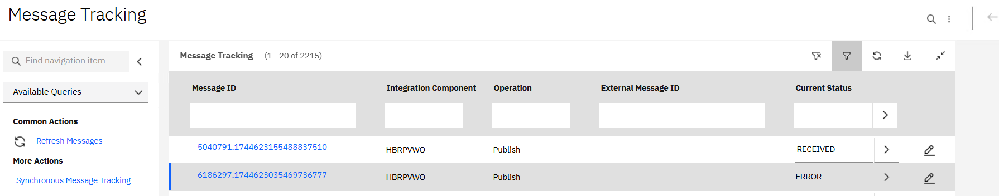 Message Tracking
Find navigation item
Available Queries
Common Actions
Refresh Messages
More Actions
Synchronous Message Tracking
Message Tracking (1 - 20 of 2215)
Message ID Integration Component Operation External Message ID Current Status
5040791.1744623155488837510 HBRPVWO Publish RECEIVED
6186297.1744623035469736777 HBRPVWO Publish ERROR